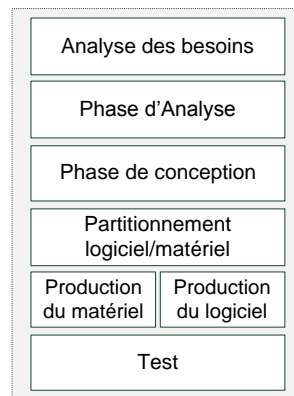 Analyse des besoins
Phase d'Analyse
Phase de conception
Partitionnement
logiciel/matériel
Production
du matériel
Production
du logiciel
Test